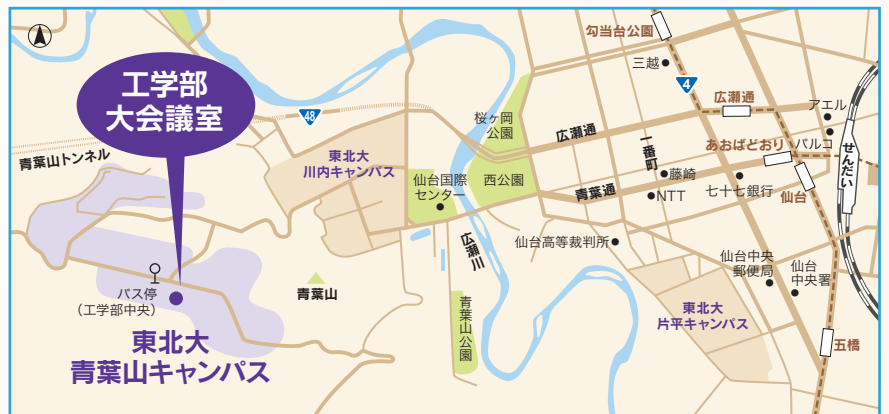 工学部
大会議室
青葉山トンネル
48
東北大
川内キャンパス
仙台国際
センター
西公園
桜ヶ岡
公園
広瀬通
青葉通
一番町
勾当台公園
三越
4
広瀬通
アエル
パルコ
あおばどおり
せんだい
藤崎
NTT
七十七銀行
仙台
仙台高等裁判所
広瀬川
仙台中央
郵便局
仙台
中央署
東北大
片平キャンパス
五橋
青葉山
青葉山公園
バス停
(工学部中央)
東北大
青葉山キャンパス